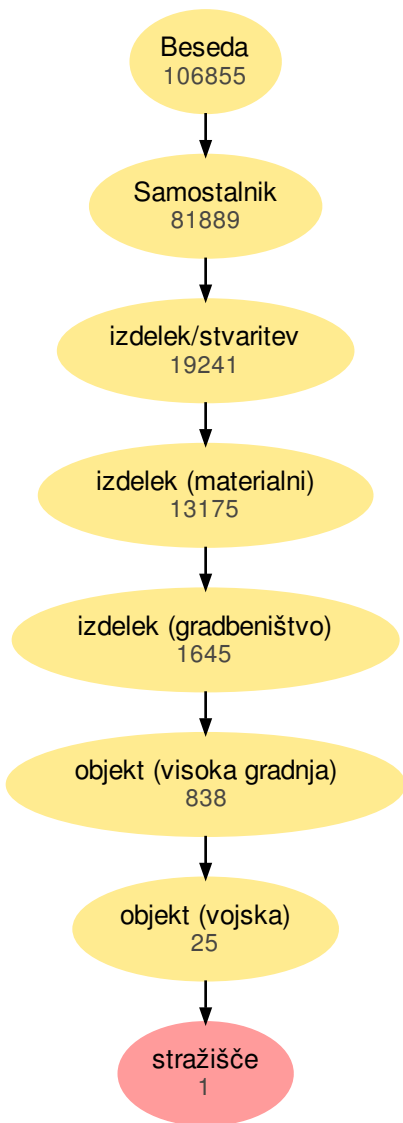 Beseda
106855
Samostalnik
81889
izdelek/stvaritev
19241
izdelek (materialni)
13175
izdelek (gradbeništvo)
1645
objekt (visoka gradnja)
838
objekt (vojska)
25
stražišče
1